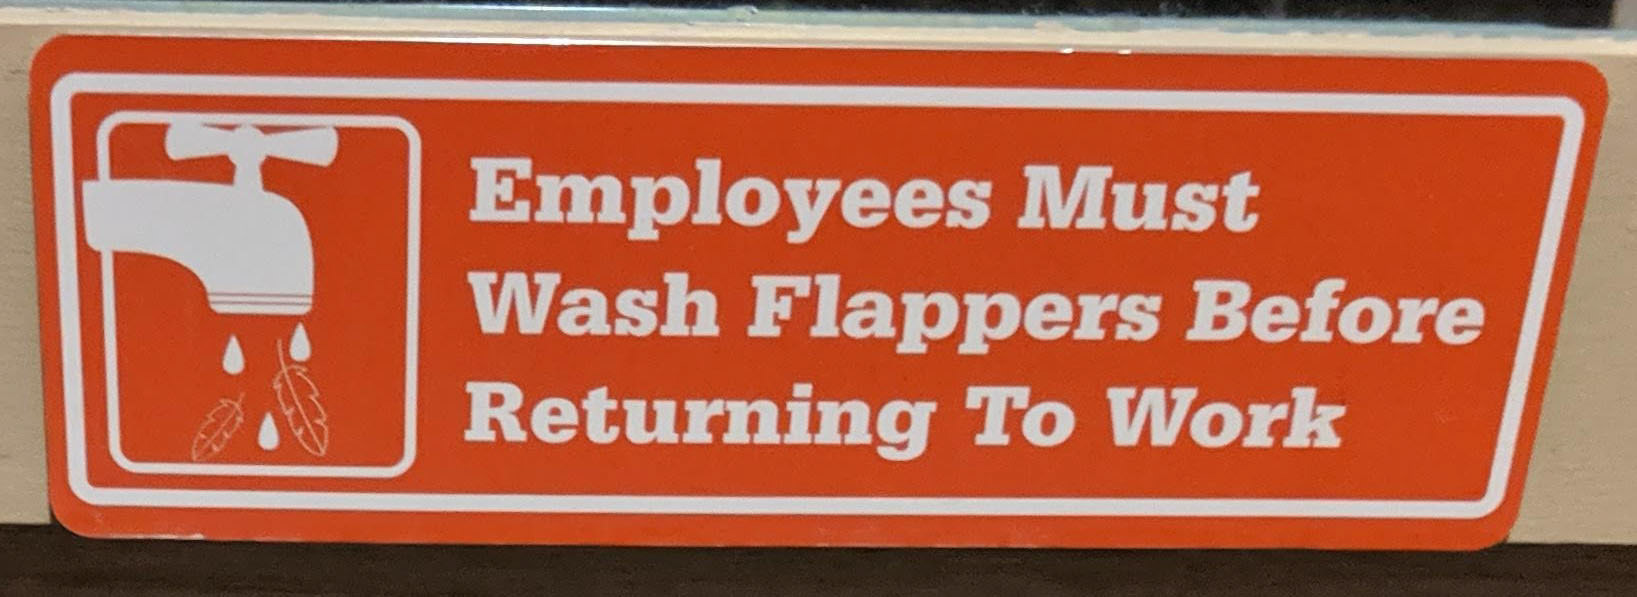 Employees Must
Wash Flappers Before
Returning To Work